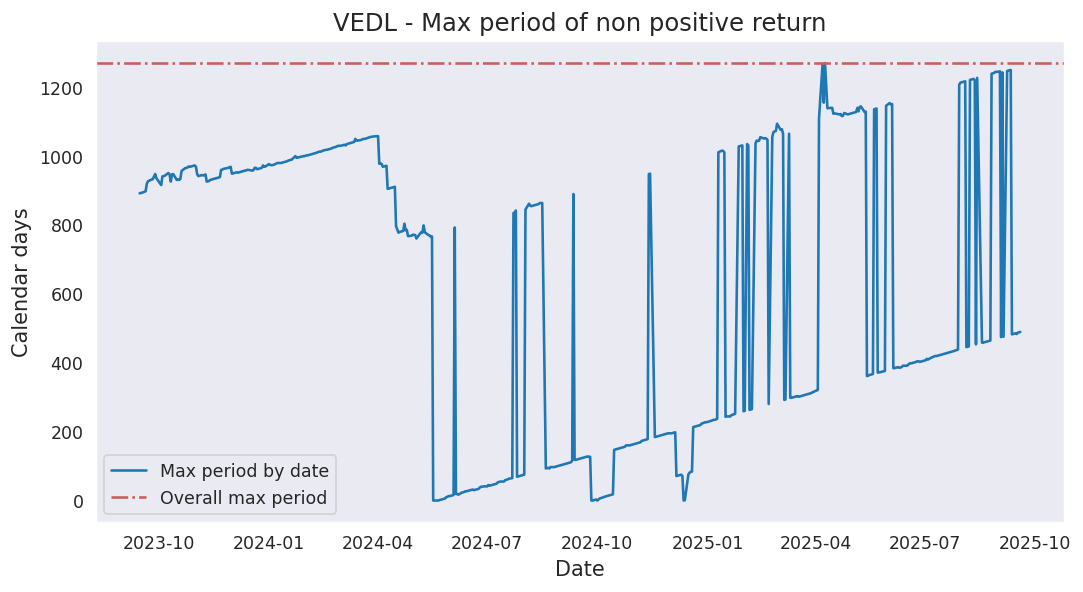 VEDL - Max period of non positive return
Calendar days
1200
1000
800
600
400
200
0
Max period by date
Overall max period
2023-10 2024-01 2024-04 2024-07 2024-10 2025-01 2025-04 2025-07 2025-10
Date